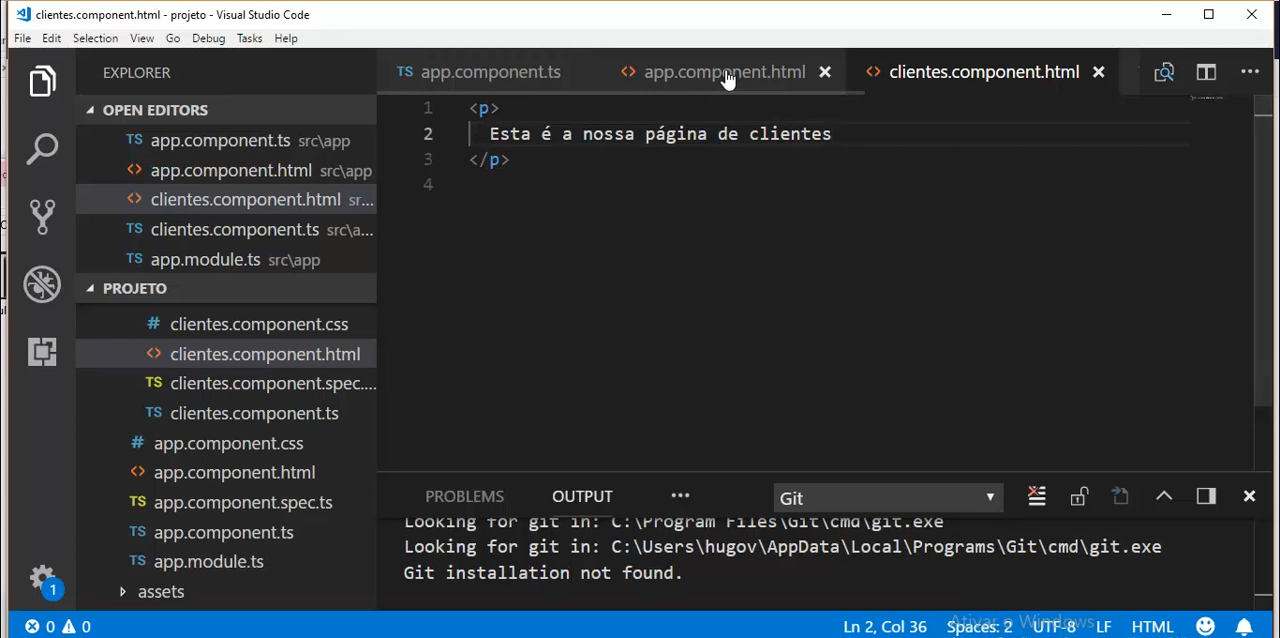 clientes.component.html - projeto - Visual Studio Code
File Edit Selection View Go Debug Tasks Help
EXPLORER
TS app.component.ts
<> app.component.html
<> clientes.component.html
OPEN EDITORS
TS app.component.ts src\app
<> app.component.html src\app
<> clientes.component.html sr...
TS clientes.component.ts src\a...
TS app.module.ts src\app
PROJETO
# clientes.component.css
<> clientes.component.html
TS clientes.component.spec....
TS clientes.component.ts
# app.component.css
<> app.component.html
TS app.component.spec.ts
TS app.component.ts
TS app.module.ts
assets
1
1 <p>
2 Esta é a nossa página de clientes
3 </p>
4
PROBLEMS OUTPUT ... Git
Looking for git in: C:\Program Files\Git\cmd\git.exe
Looking for git in: C:\Users\hugov\AppData\Local\Programs\Git\cmd\git.exe
Git installation not found.
Ativar o Windows
0 0 Ln 2, Col 36 Spaces: 2 UTF-8 LF HTML